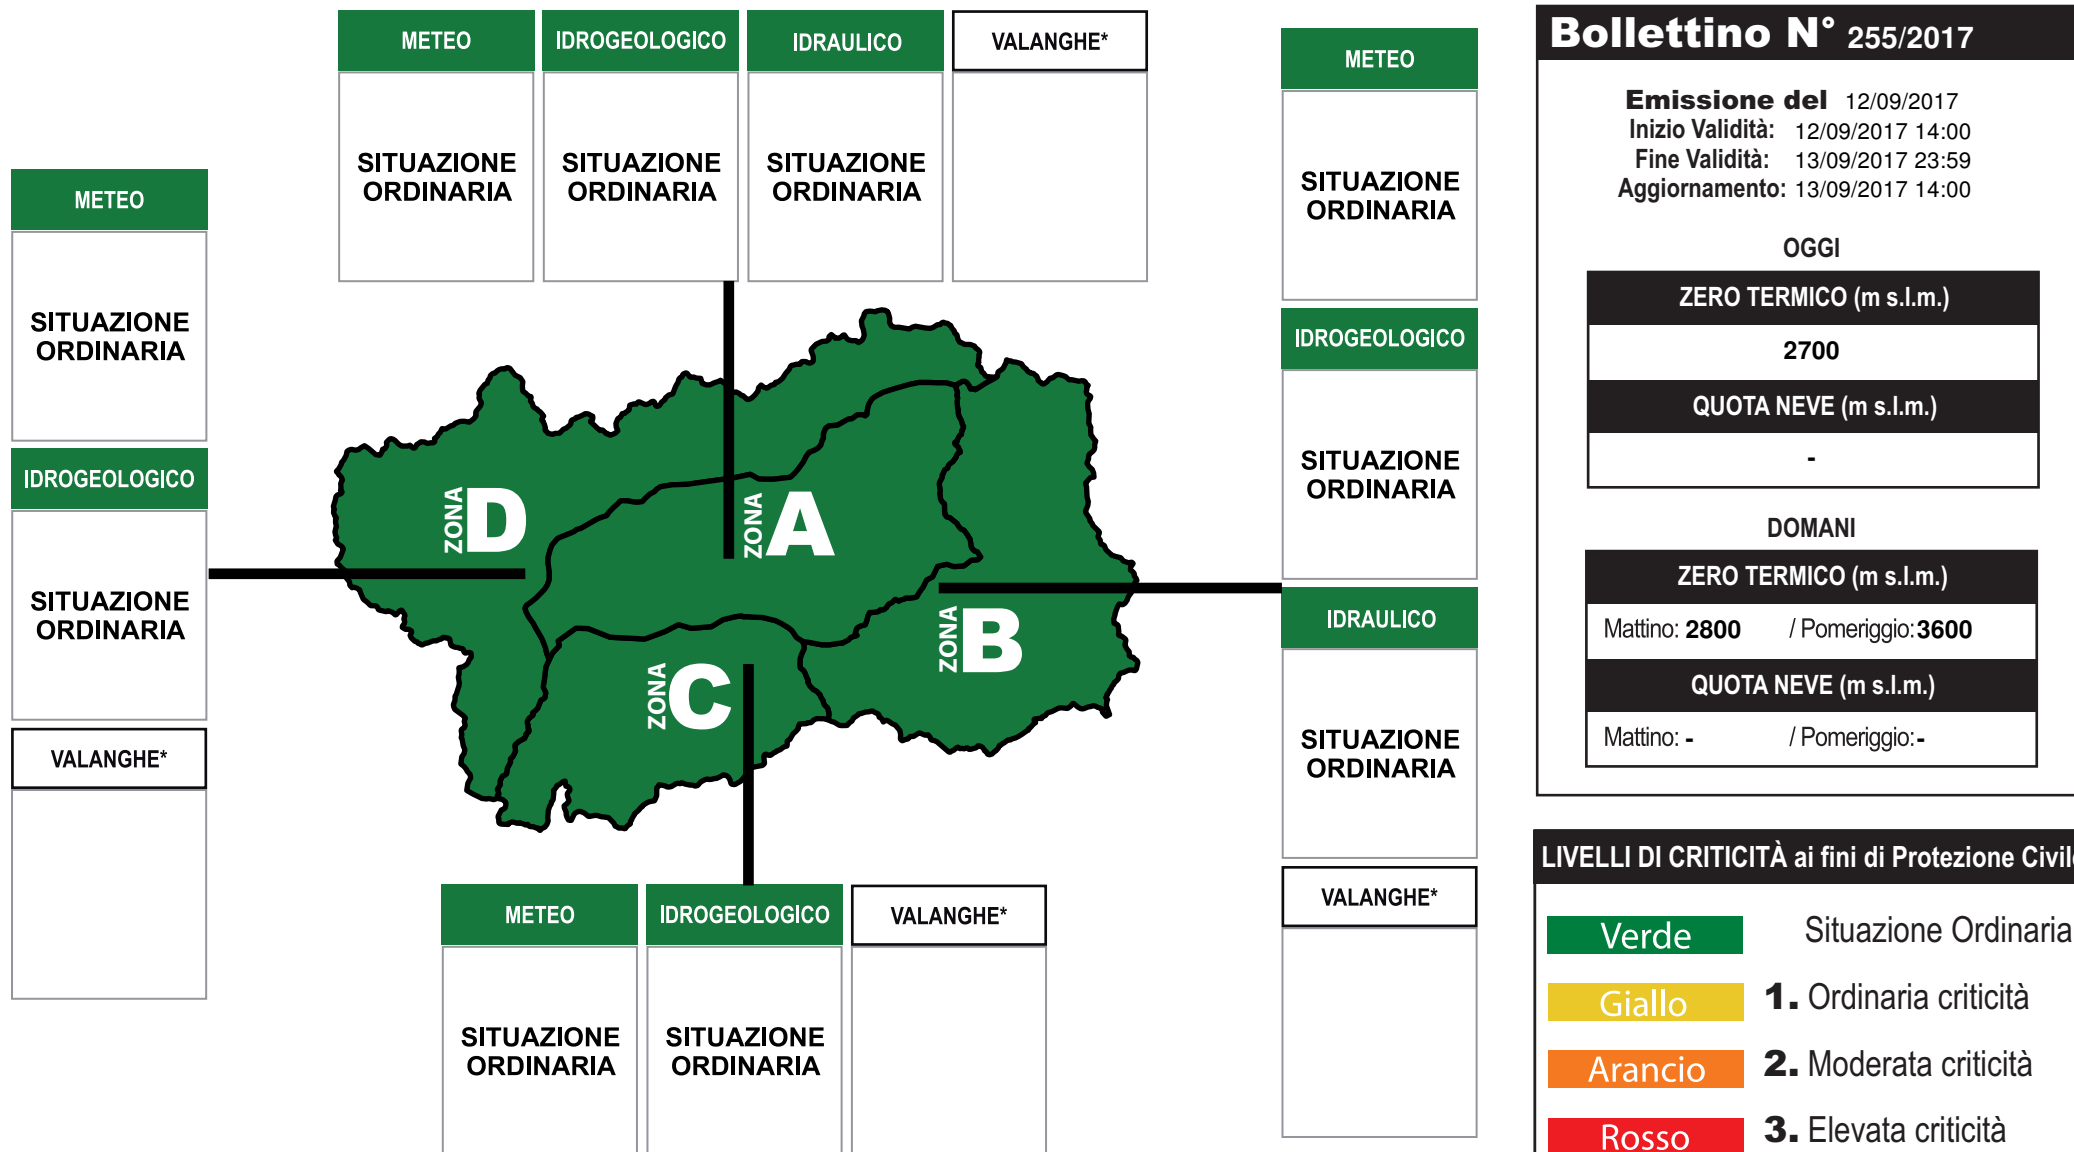 METEO
IDROGEOLOGICO
IDRAULICO
VALANGHE*
SITUAZIONE
ORDINARIA
SITUAZIONE
ORDINARIA
SITUAZIONE
ORDINARIA
METEO
SITUAZIONE
ORDINARIA
IDROGEOLOGICO
SITUAZIONE
ORDINARIA
VALANGHE*
ZONA D
ZONA A
ZONA B
ZONA C
METEO
SITUAZIONE
ORDINARIA
IDROGEOLOGICO
SITUAZIONE
ORDINARIA
IDRAULICO
SITUAZIONE
ORDINARIA
VALANGHE*
METEO
IDROGEOLOGICO
VALANGHE*
SITUAZIONE
ORDINARIA
SITUAZIONE
ORDINARIA
Bollettino N° 255/2017
Emissione del 12/09/2017
Inizio Validità: 12/09/2017 14:00
Fine Validità: 13/09/2017 23:59
Aggiornamento: 13/09/2017 14:00
OGGI
ZERO TERMICO (m s.l.m.)
2700
QUOTA NEVE (m s.l.m.)
-
DOMANI
ZERO TERMICO (m s.l.m.)
Mattino: 2800 / Pomeriggio: 3600
QUOTA NEVE (m s.l.m.)
Mattino: - / Pomeriggio: -
LIVELLI DI CRITICITÀ ai fini di Protezione Civile
Verde Situazione Ordinaria
Giallo 1. Ordinaria criticità
Arancio 2. Moderata criticità
Rosso 3. Elevata criticità